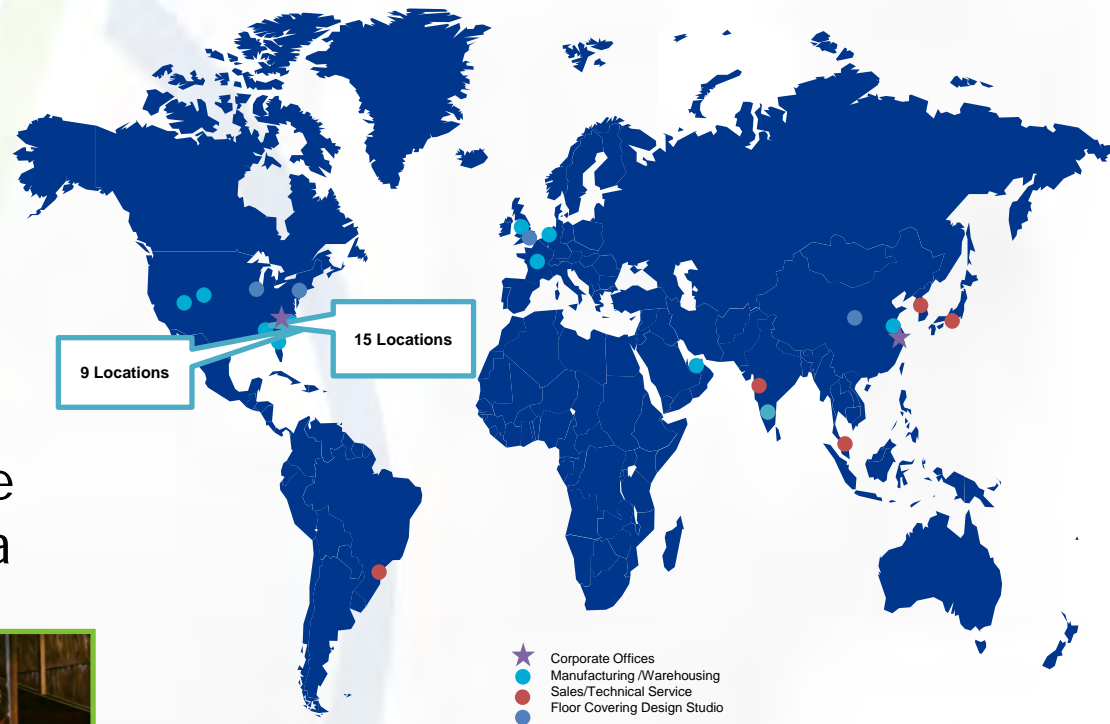 15 Locations
9 Locations
e
a
Corporate Offices
Manufacturing /Warehousing
Sales/Technical Service
Floor Covering Design Studio